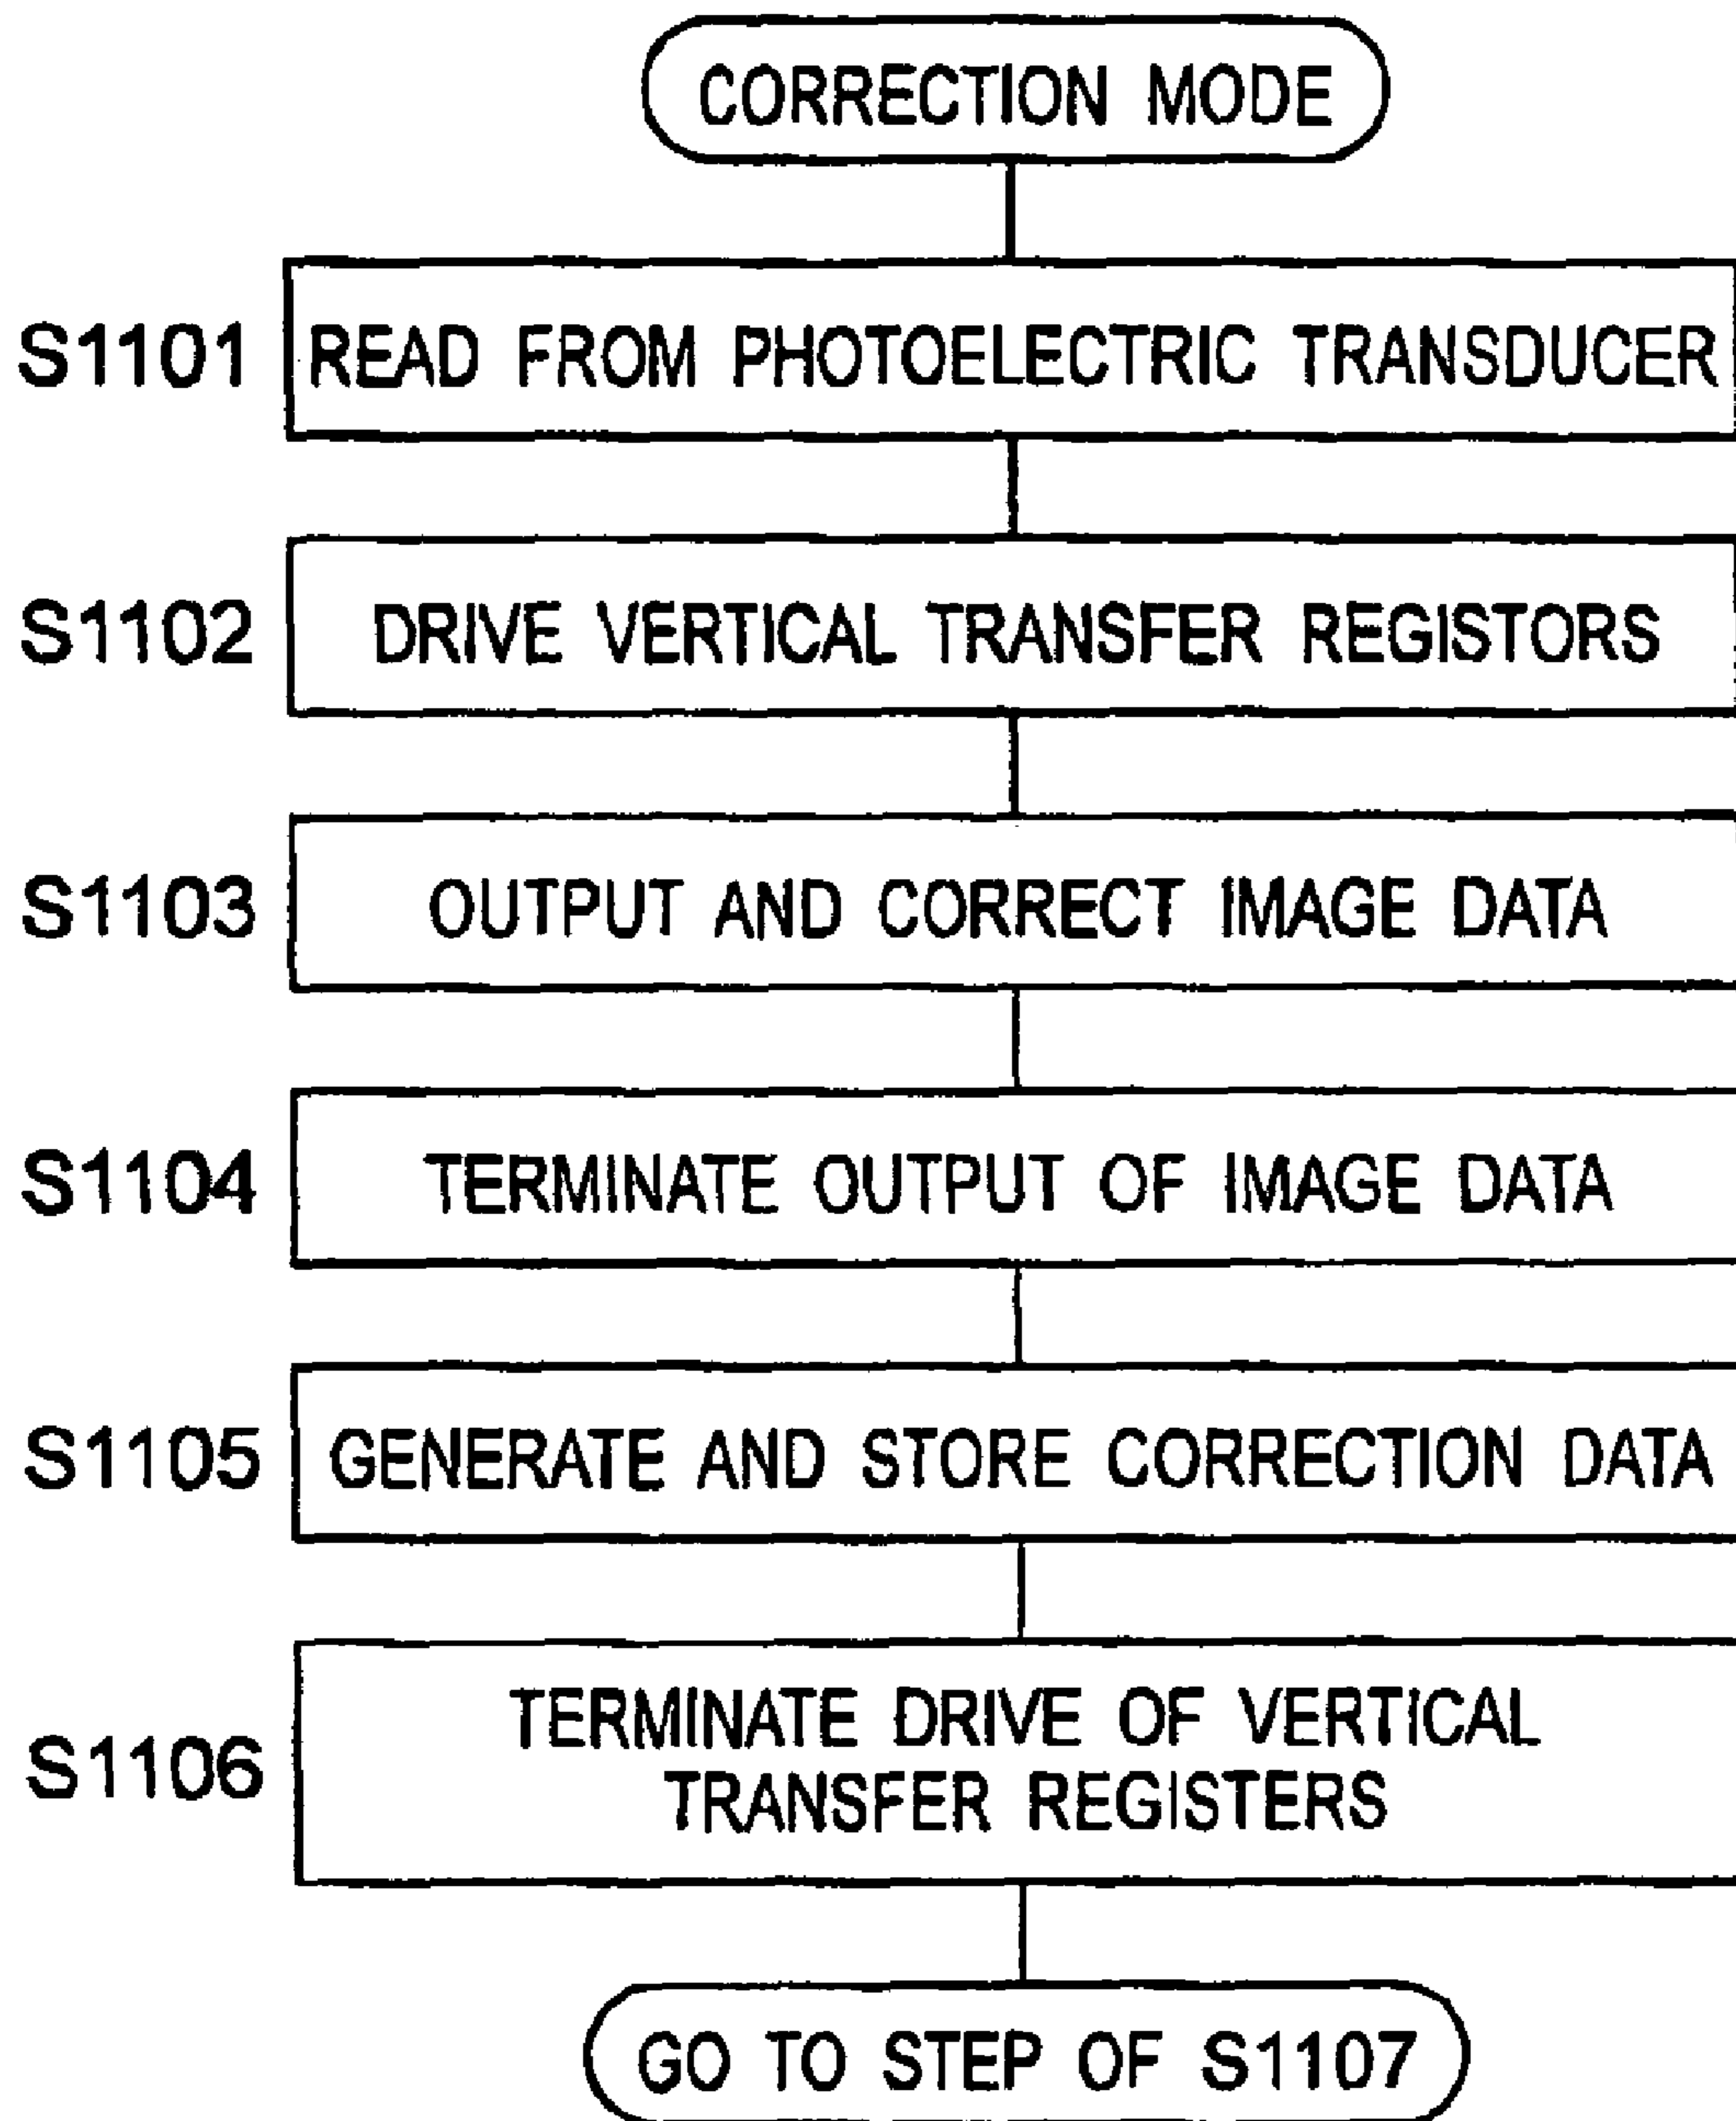 CORRECTION MODE
S1101 READ FROM PHOTOELECTRIC TRANSDUCER
S1102 DRIVE VERTICAL TRANSFER REGISTORS
S1103 OUTPUT AND CORRECT IMAGE DATA
S1104 TERMINATE OUTPUT OF IMAGE DATA
S1105 GENERATE AND STORE CORRECTION DATA
S1106 TERMINATE DRIVE OF VERTICAL
TRANSFER REGISTERS
GO TO STEP OF S1107